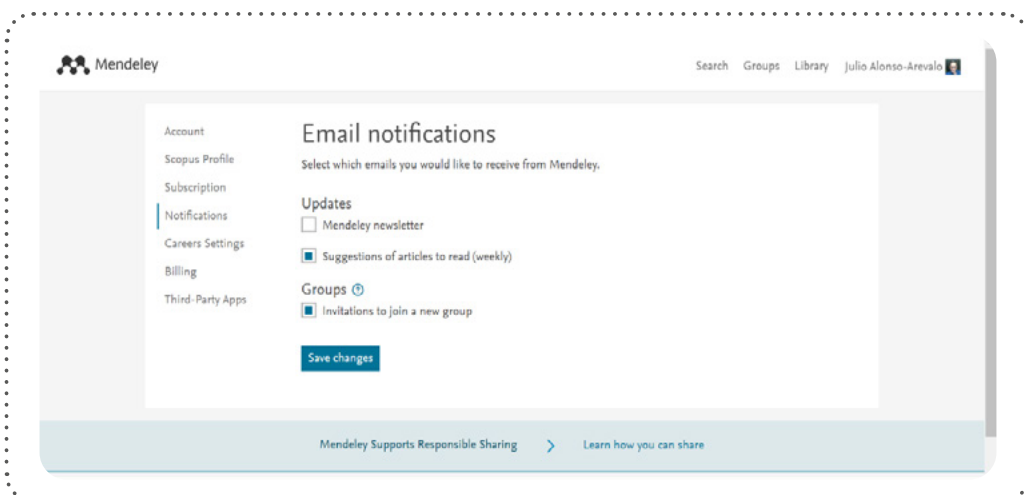 Mendeley
Search Groups Library Julio Alonso-Arevalo
Account
Scopus Profile
Subscription
Notifications
Careers Settings
Billing
Third-Party Apps
Email notifications
Select which emails you would like to receive from Mendeley.
Updates
Mendeley newsletter
Suggestions of articles to read (weekly)
Groups
Invitations to join a new group
Save changes
Mendeley Supports Responsible Sharing
Learn how you can share